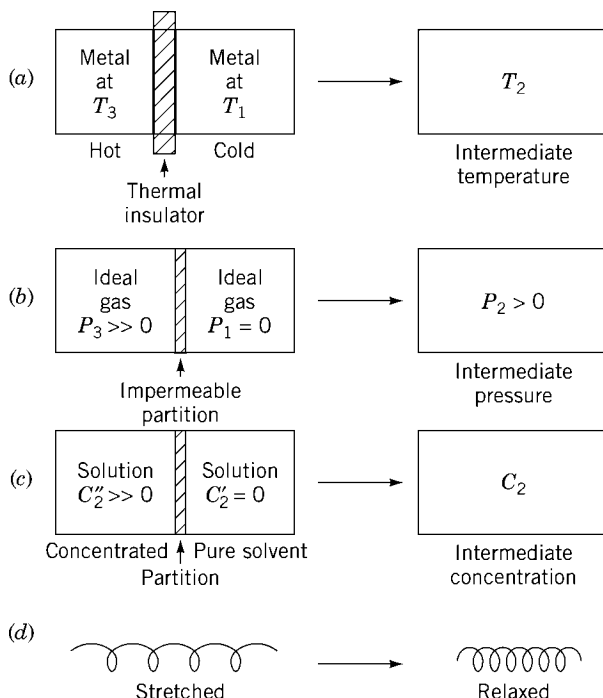 (a)
Metal
at
T₃
Metal
at
T₁
T₂
Hot
Cold
Intermediate
temperature
Thermal
insulator
(b)
Ideal
gas
P₃ >> 0
Ideal
gas
P₁ = 0
P₂ > 0
Impermeable
partition
Intermediate
pressure
(c)
Solution
C₂″ >> 0
Solution
C₂′ = 0
C₂
Concentrated
Pure solvent
Partition
Intermediate
concentration
(d)
Stretched
Relaxed